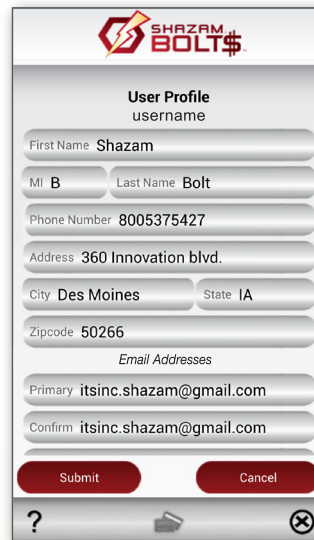 SHAZAM
BOLT$
User Profile
username
First Name Shazam
MI B Last Name Bolt
Phone Number 8005375427
Address 360 Innovation blvd.
City Des Moines State IA
Zipcode 50266
Email Addresses
Primary itsinc.shazam@gmail.com
Confirm itsinc.shazam@gmail.com
Submit Cancel
?